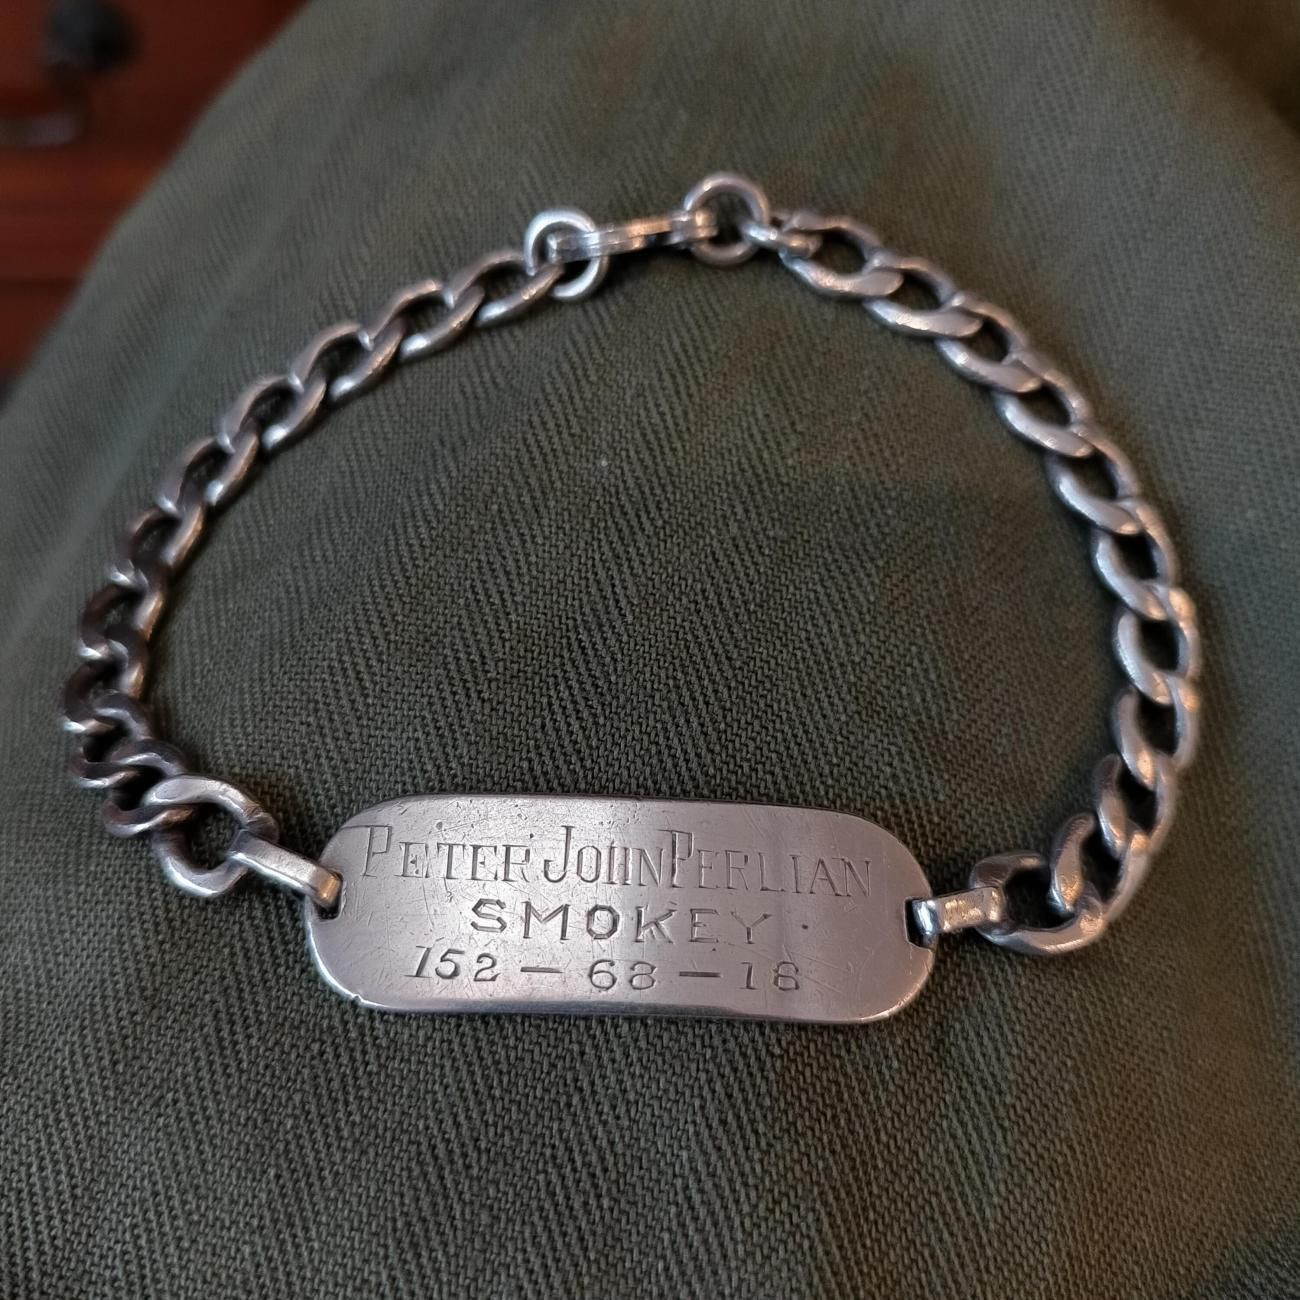 PETER JOHN PERLIAN
SMOKEY
152 - 68 - 18